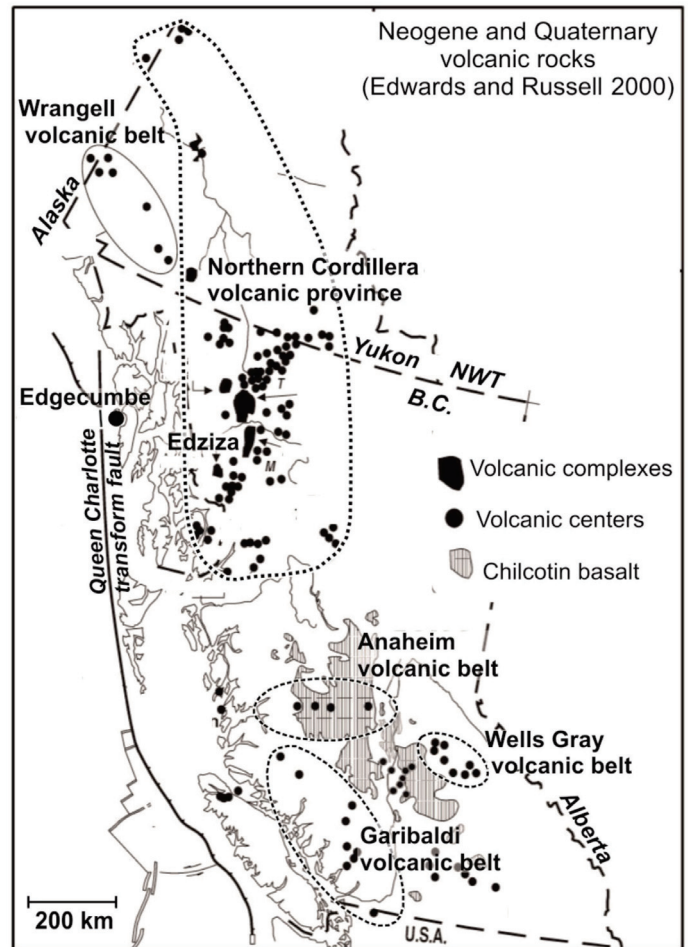 Neogene and Quaternary
volcanic rocks
(Edwards and Russell 2000)
Wrangell
volcanic belt
Alaska
Northern Cordillera
volcanic province
Yukon
NWT
B.C.
Edgecumbe
T
Edziza
M
Queen Charlotte
transform fault
Volcanic complexes
Volcanic centers
Chilcotin basalt
Anaheim
volcanic belt
Wells Gray
volcanic belt
Alberta
Garibaldi
volcanic belt
200 km
U.S.A.